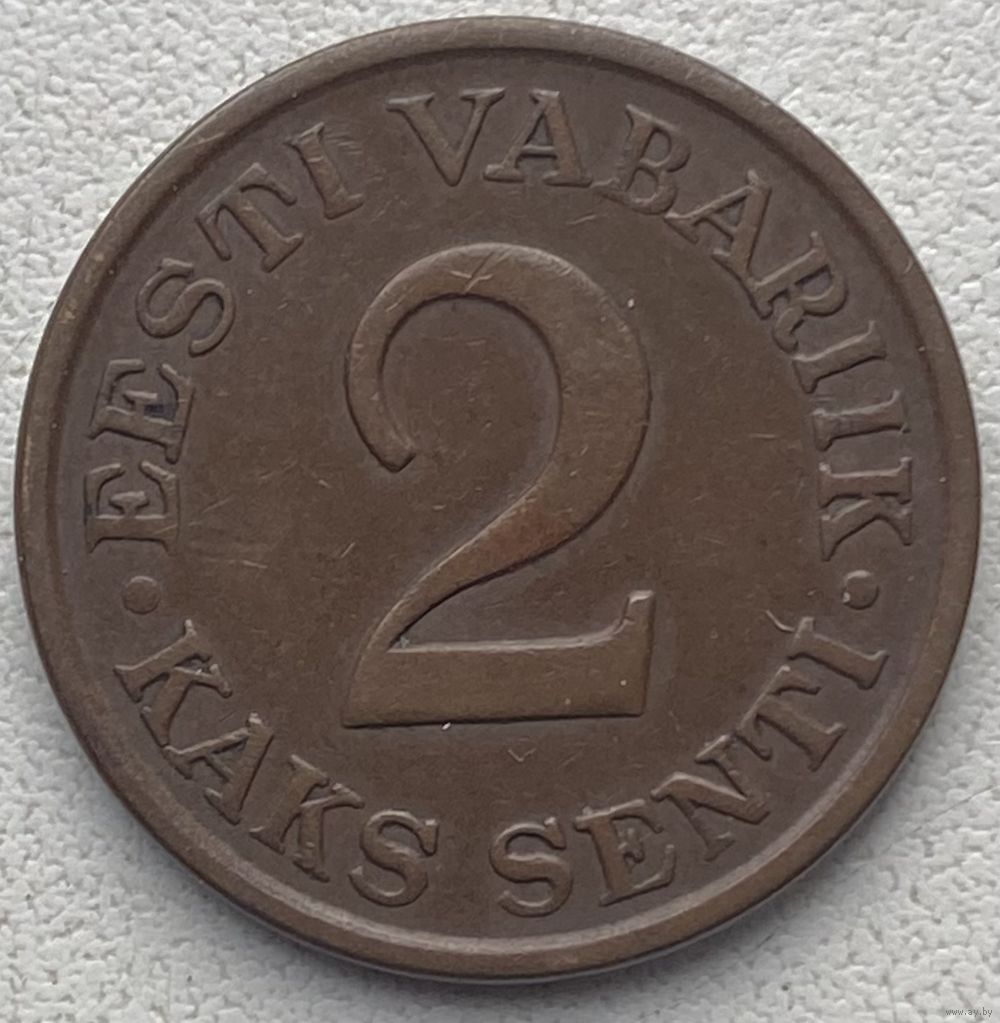 EESTI VABARIIK
2
· KAKS SENTI ·
www.ay.by